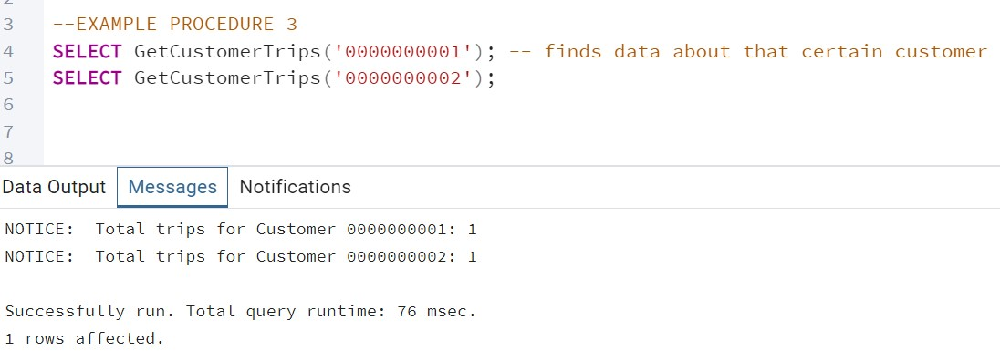 3 --EXAMPLE PROCEDURE 3
4 SELECT GetCustomerTrips('0000000001'); -- finds data about that certain customer
5 SELECT GetCustomerTrips('0000000002');
6
7
8
Data Output Messages Notifications
NOTICE:  Total trips for Customer 0000000001: 1
NOTICE:  Total trips for Customer 0000000002: 1
Successfully run. Total query runtime: 76 msec.
1 rows affected.